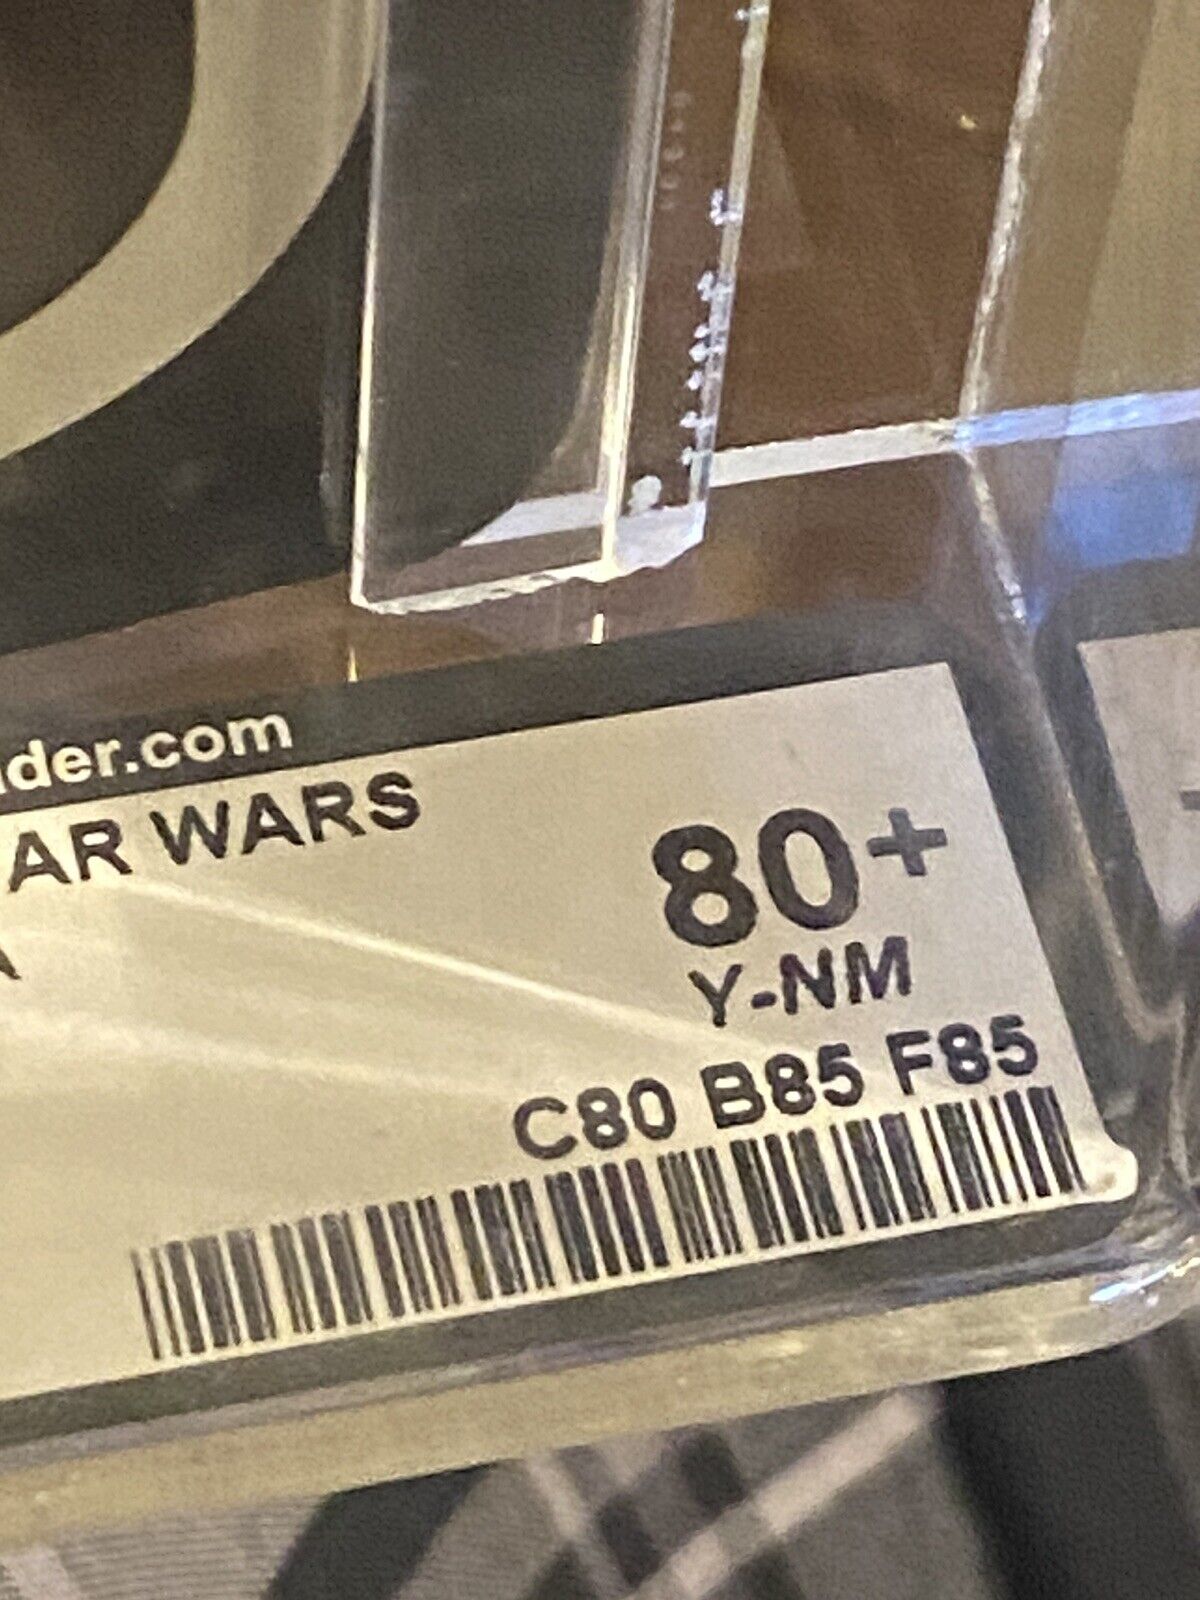 der.com
AR WARS
80+
Y-NM
C80 B85 F85